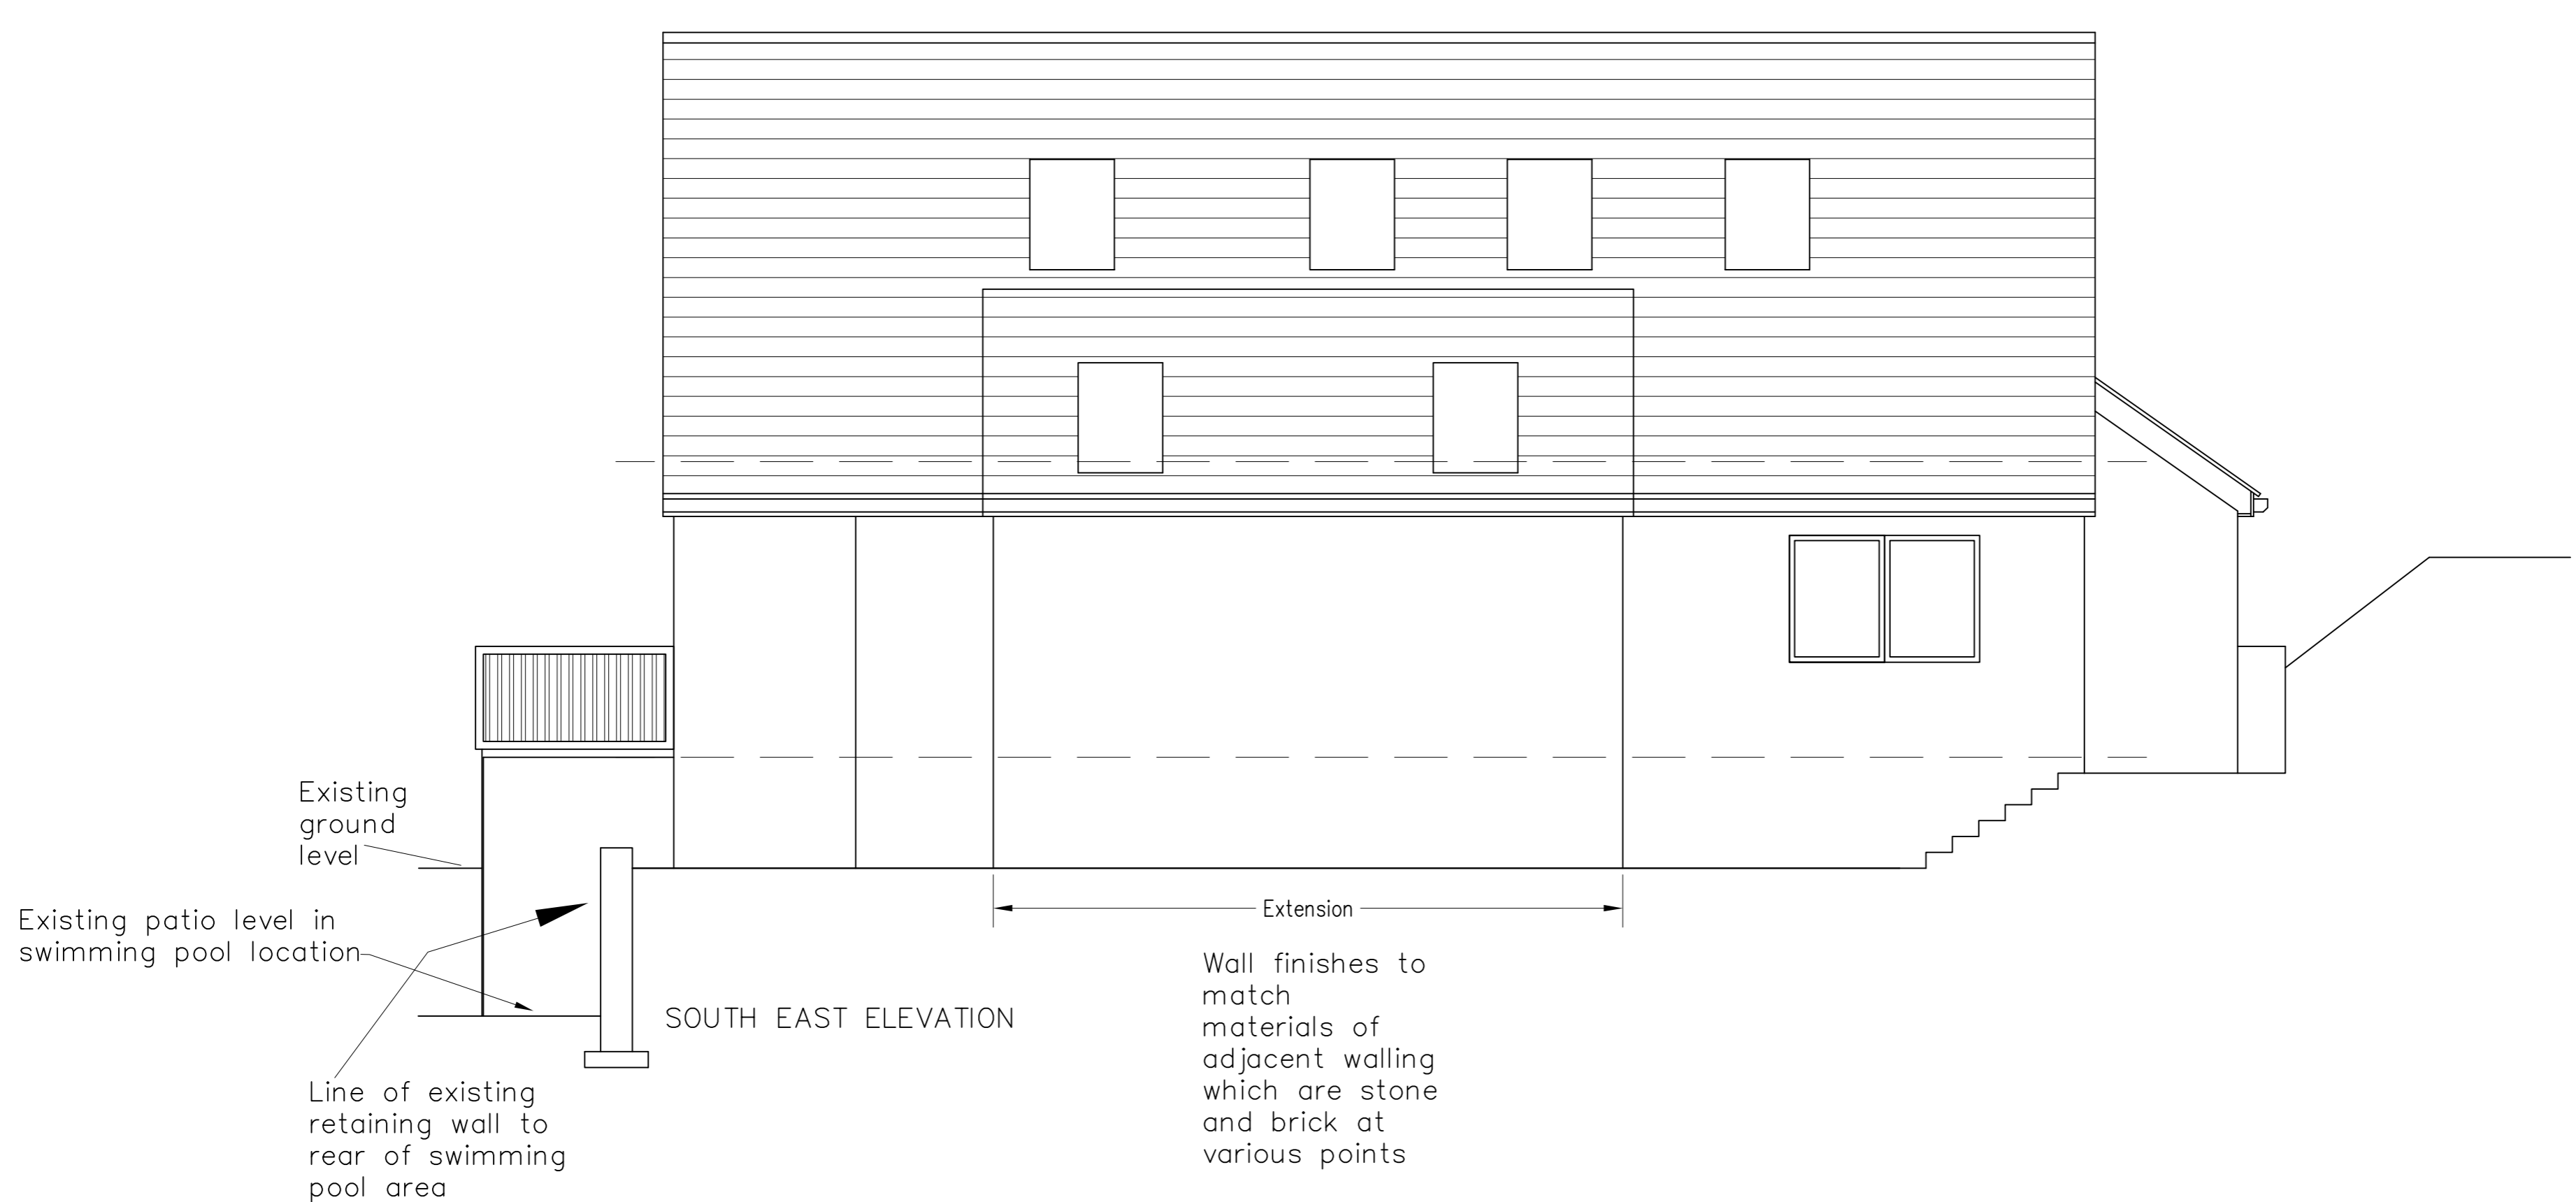 Existing
ground
level
Existing patio level in
swimming pool location
Extension
SOUTH EAST ELEVATION
Wall finishes to
match
materials of
adjacent walling
which are stone
and brick at
various points
Line of existing
retaining wall to
rear of swimming
pool area